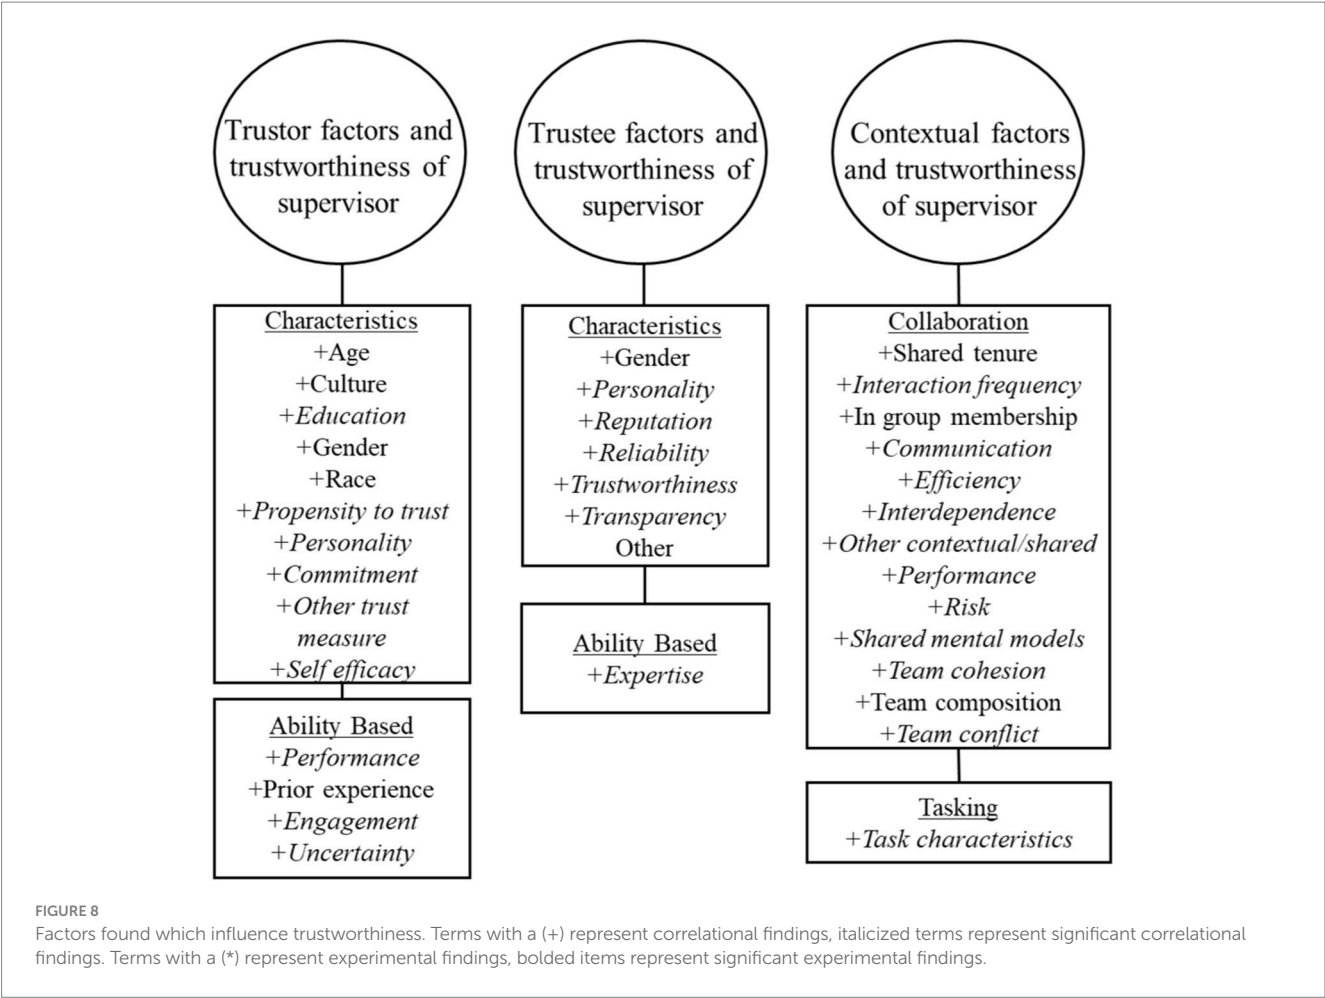 Trustor factors and
trustworthiness of
supervisor
Characteristics
+Age
+Culture
+Education
+Gender
+Race
+Propensity to trust
+Personality
+Commitment
+Other trust
measure
+Self efficacy
Ability Based
+Performance
+Prior experience
+Engagement
+Uncertainty
Trustee factors and
trustworthiness of
supervisor
Characteristics
+Gender
+Personality
+Reputation
+Reliability
+Trustworthiness
+Transparency
Other
Ability Based
+Expertise
Contextual factors
and trustworthiness
of supervisor
Collaboration
+Shared tenure
+Interaction frequency
+In group membership
+Communication
+Efficiency
+Interdependence
+Other contextual/shared
+Performance
+Risk
+Shared mental models
+Team cohesion
+Team composition
+Team conflict
Tasking
+Task characteristics
FIGURE 8
Factors found which influence trustworthiness. Terms with a (+) represent correlational findings, italicized terms represent significant correlational
findings. Terms with a (*) represent experimental findings, bolded items represent significant experimental findings.